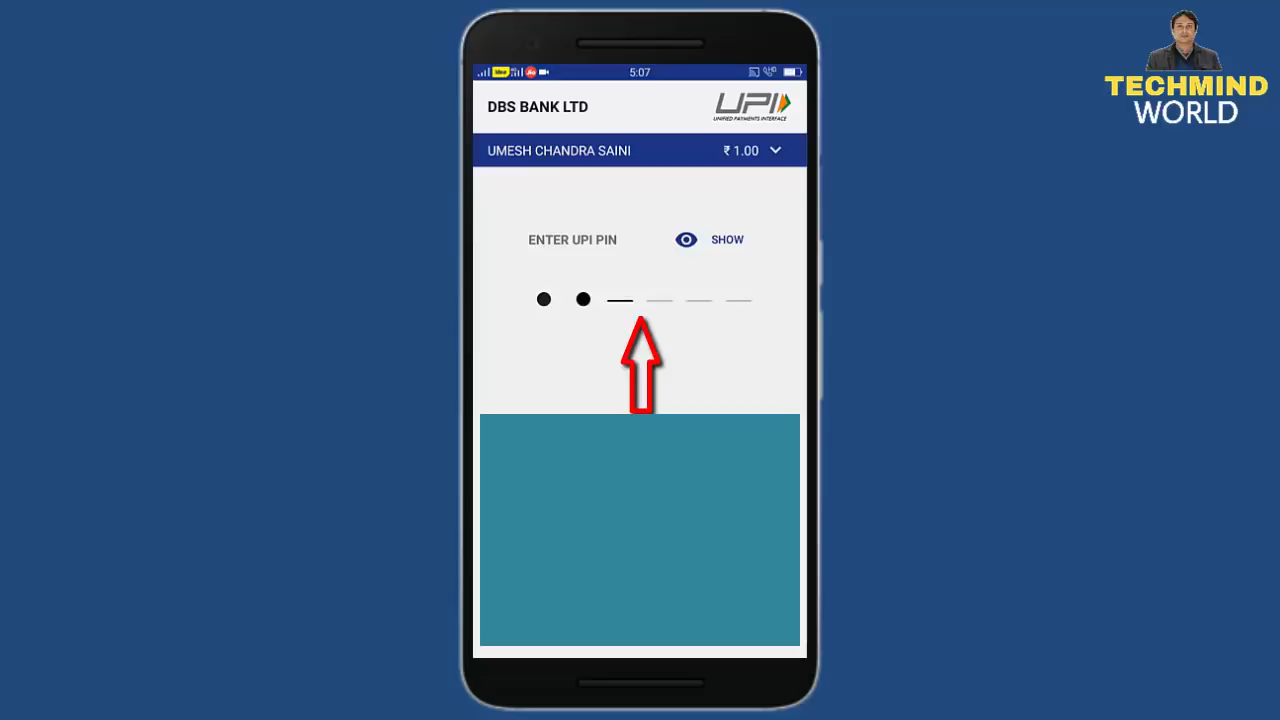 TECHMIND
WORLD
5:07
DBS BANK LTD
UPI
UNIFIED PAYMENTS INTERFACE
UMESH CHANDRA SAINI ₹ 1.00
ENTER UPI PIN SHOW